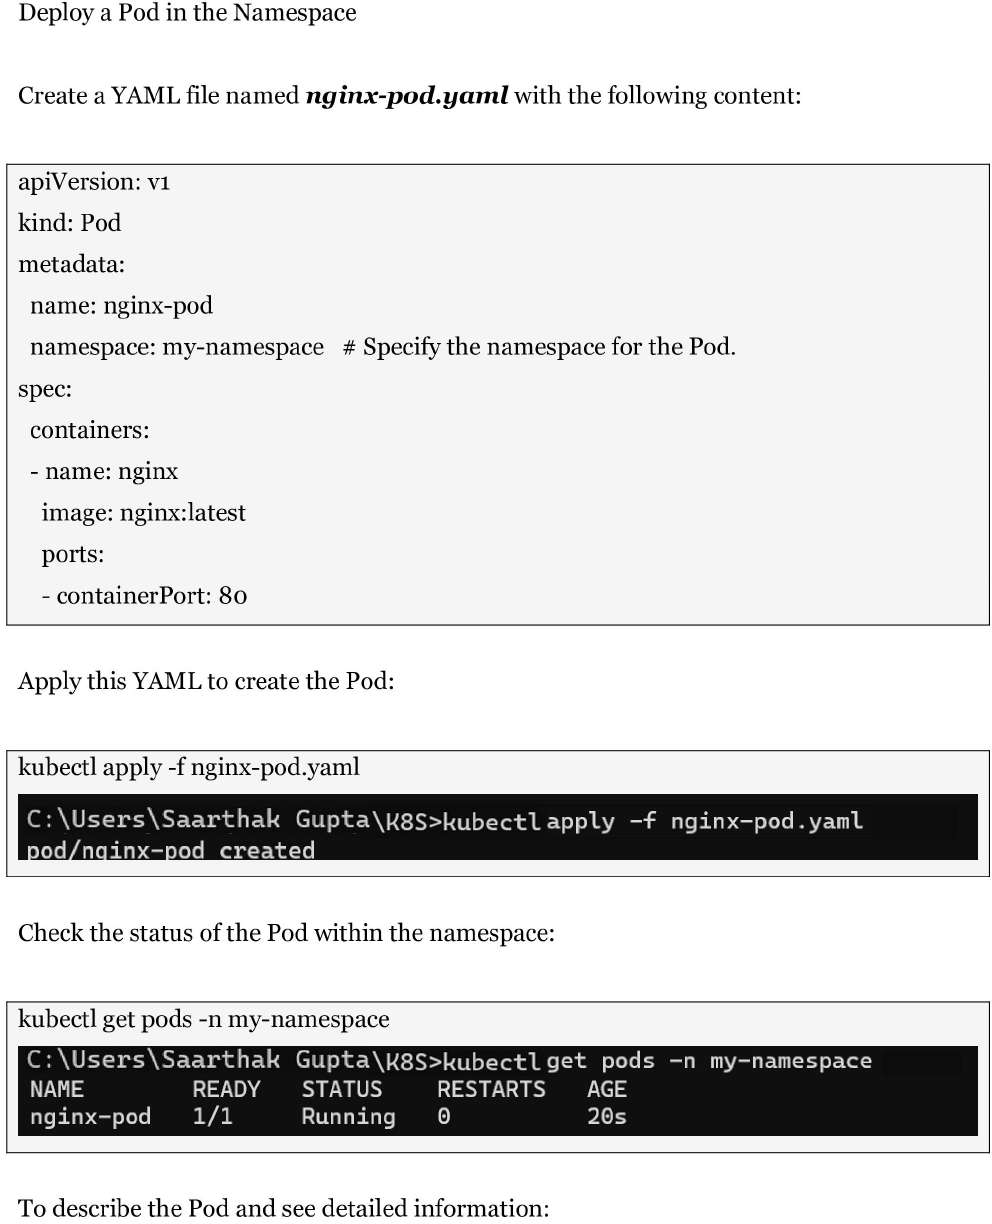 Deploy a Pod in the Namespace
Create a YAML file named nginx-pod.yaml with the following content:
apiVersion: v1
kind: Pod
metadata:
  name: nginx-pod
  namespace: my-namespace   # Specify the namespace for the Pod.
spec:
  containers:
  - name: nginx
    image: nginx:latest
    ports:
    - containerPort: 80
Apply this YAML to create the Pod:
kubectl apply -f nginx-pod.yaml
C:\Users\Saarthak Gupta\K8S>kubectl apply -f nginx-pod.yaml
pod/nginx-pod created
Check the status of the Pod within the namespace:
kubectl get pods -n my-namespace
C:\Users\Saarthak Gupta\K8S>kubectl get pods -n my-namespace
NAME        READY   STATUS    RESTARTS   AGE
nginx-pod   1/1     Running   0          20s
To describe the Pod and see detailed information: